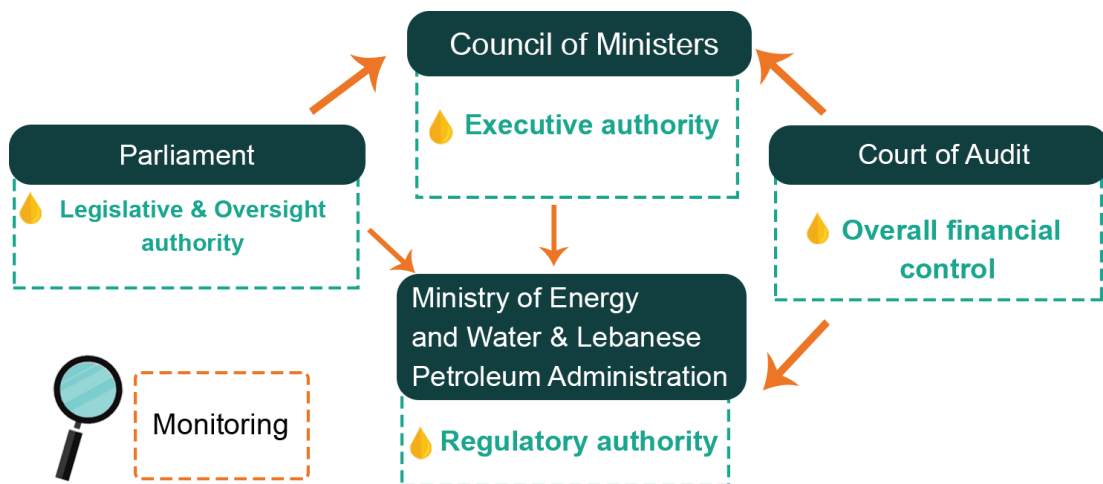 Council of Ministers
Executive authority
Parliament
Legislative & Oversight
authority
Court of Audit
Overall financial
control
Ministry of Energy
and Water & Lebanese
Petroleum Administration
Regulatory authority
Monitoring